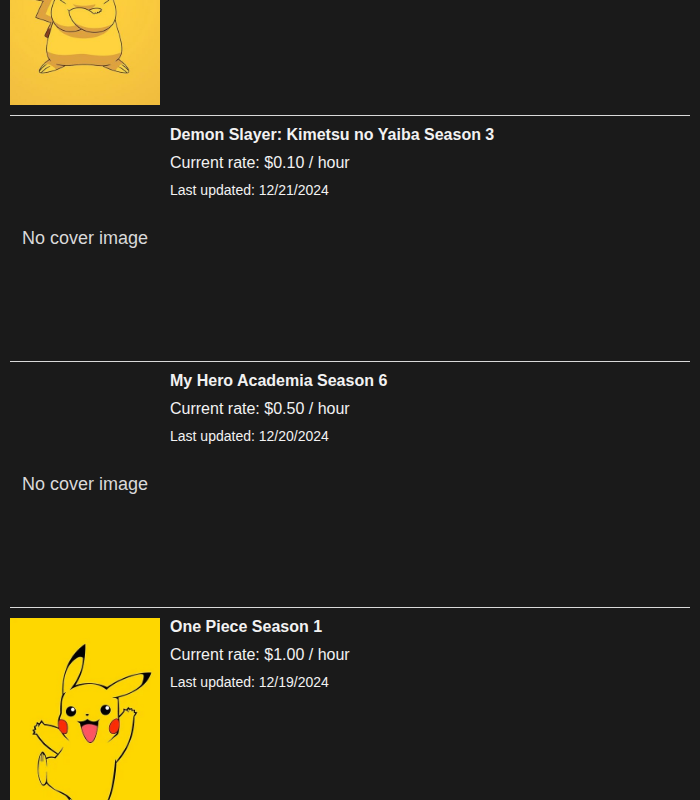 Demon Slayer: Kimetsu no Yaiba Season 3
Current rate: $0.10 / hour
Last updated: 12/21/2024
No cover image
My Hero Academia Season 6
Current rate: $0.50 / hour
Last updated: 12/20/2024
No cover image
One Piece Season 1
Current rate: $1.00 / hour
Last updated: 12/19/2024